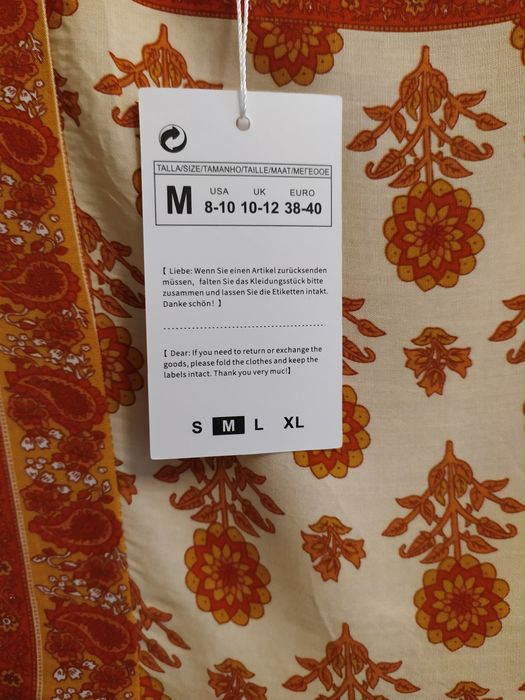 TALLA/SIZE/TAMANHO/TAILLE/MAAT/ΜΕΓΕΟΟΕ
M
USA UK EURO
8-10 10-12 38-40
【 Liebe: Wenn Sie einen Artikel zurücksenden
müssen, falten Sie das Kleidungsstück bitte
zusammen und lassen Sie die Etiketten intakt.
Danke schön! 】
【 Dear: If you need to return or exchange the
goods, please fold the clothes and keep the
labels intact. Thank you very muc!】
S M L XL